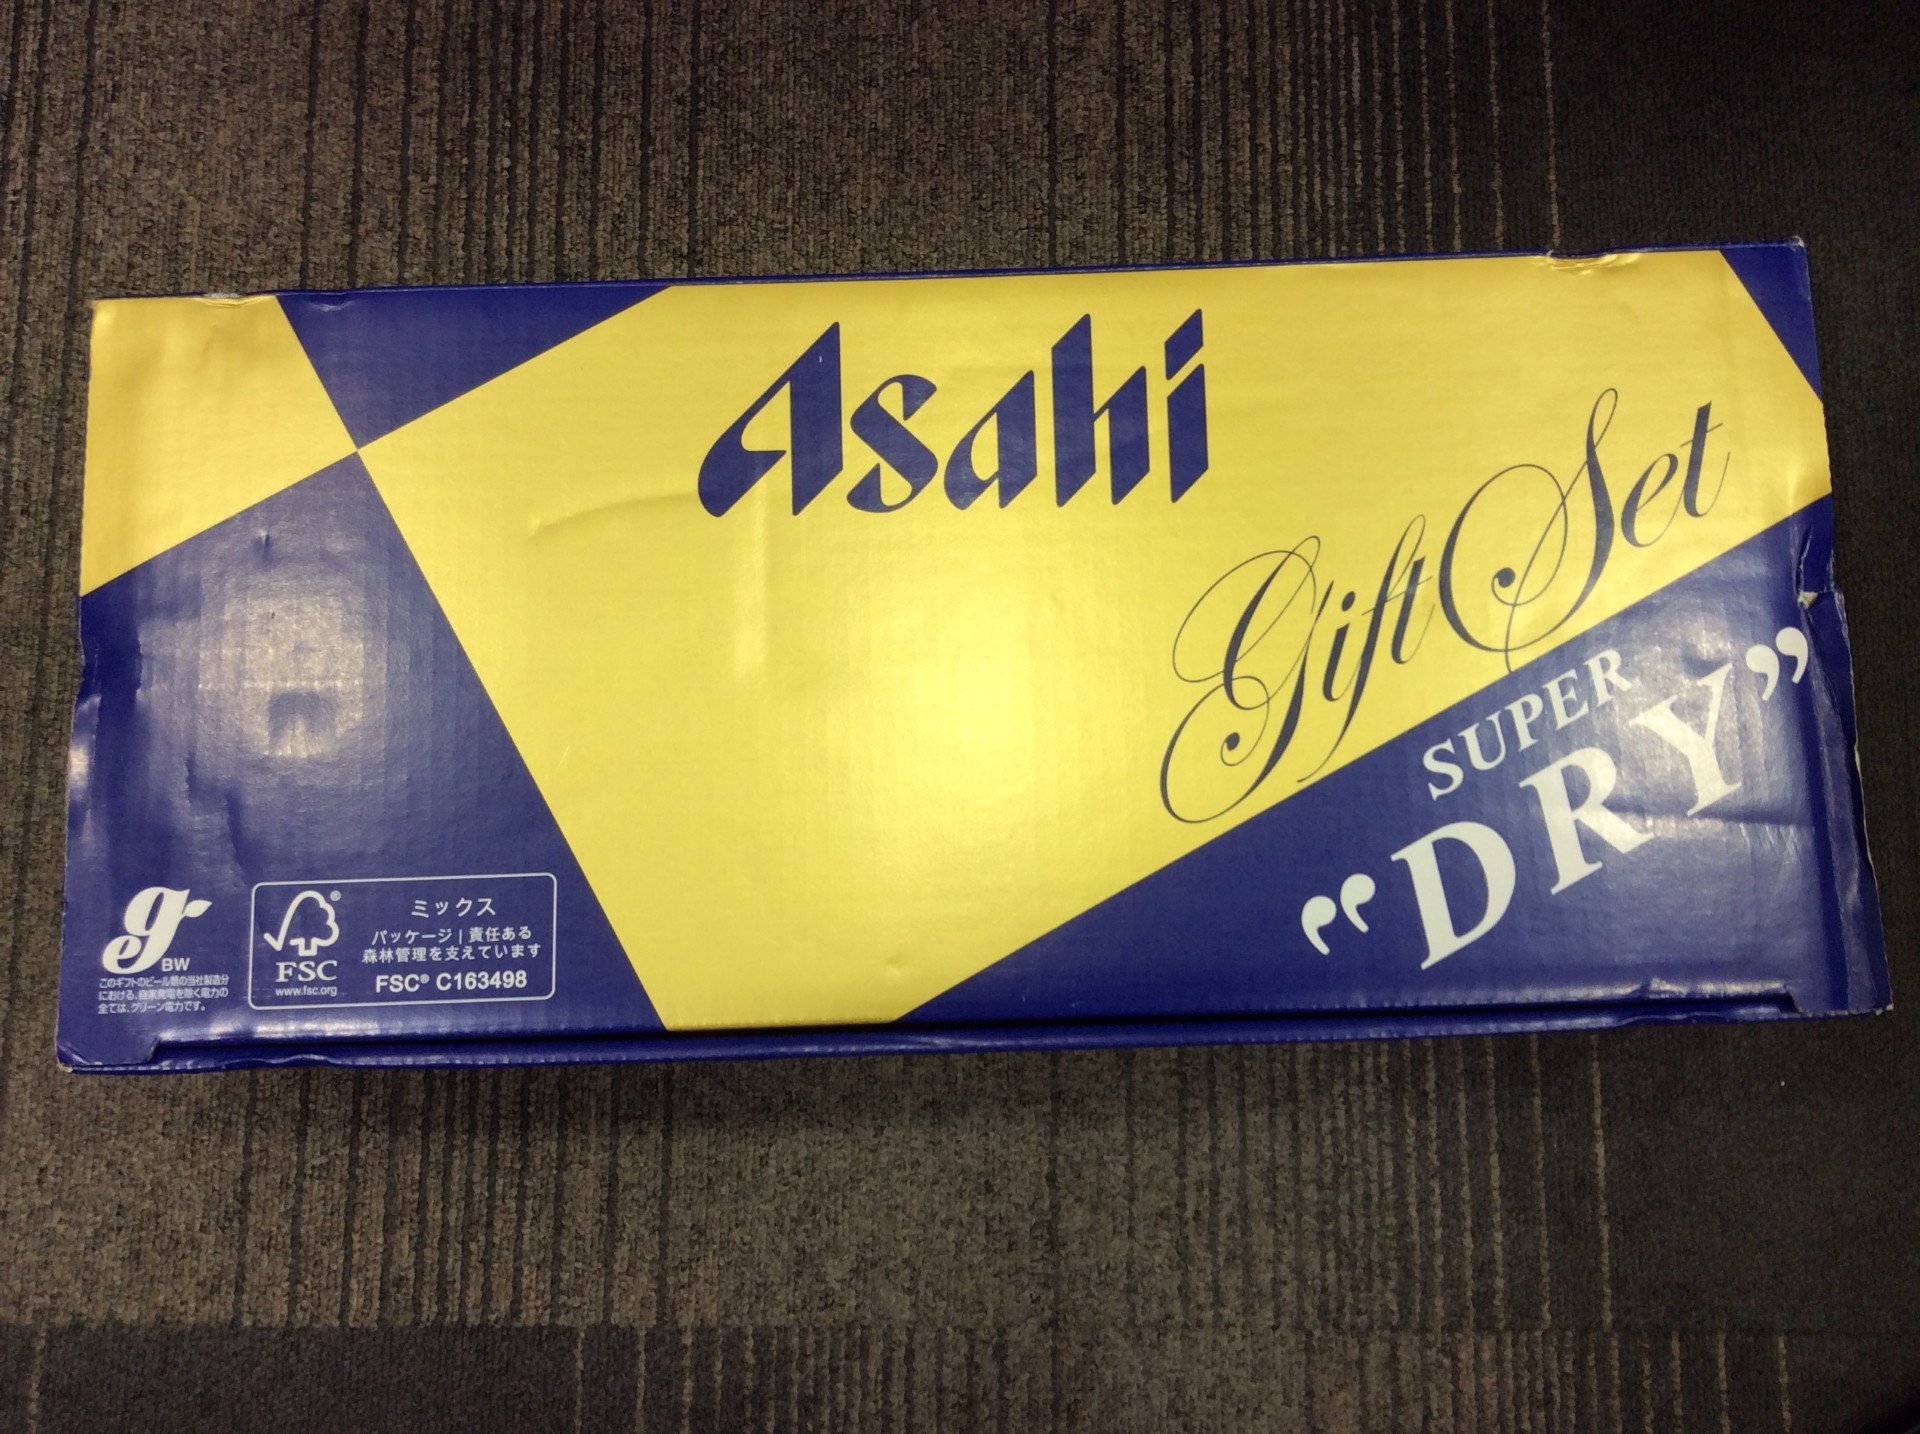 Asahi
Gift Set
SUPER
“DRY”
g
BW
このギフトのビール類の当社製造分
における、自家発電を除く電力の
全ては、グリーン電力です。
®
FSC
www.fsc.org
ミックス
パッケージ | 責任ある
森林管理を支えています
FSC® C163498